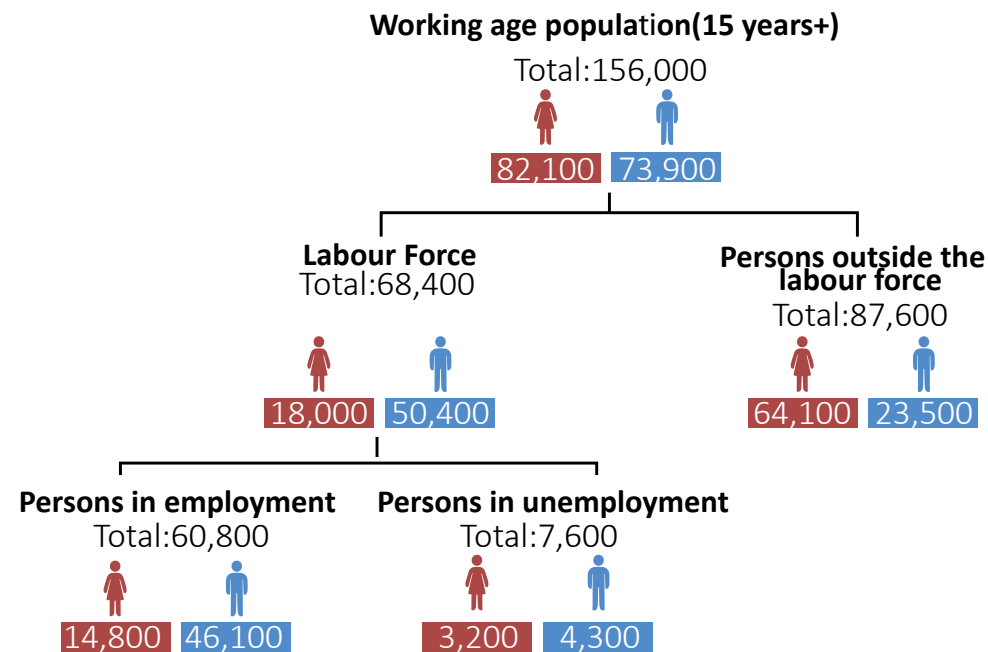 Working age population(15 years+)
Total:156,000
82,100 73,900
Labour Force
Total:68,400
18,000 50,400
Persons outside the
labour force
Total:87,600
64,100 23,500
Persons in employment
Total:60,800
14,800 46,100
Persons in unemployment
Total:7,600
3,200 4,300